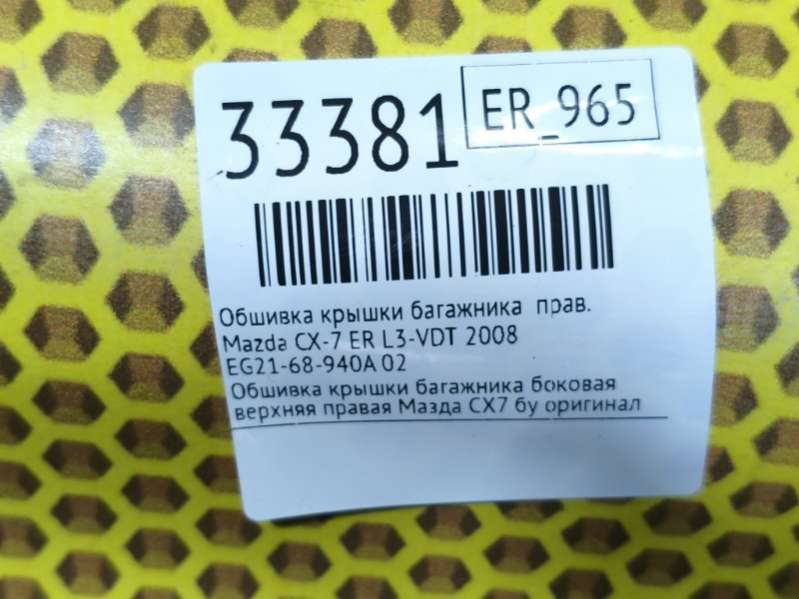 33381
ER_965
Обшивка крышки багажника прав.
Mazda CX-7 ER L3-VDT 2008
EG21-68-940A 02
Обшивка крышки багажника боковая
верхняя правая Мазда СХ7 бу оригинал